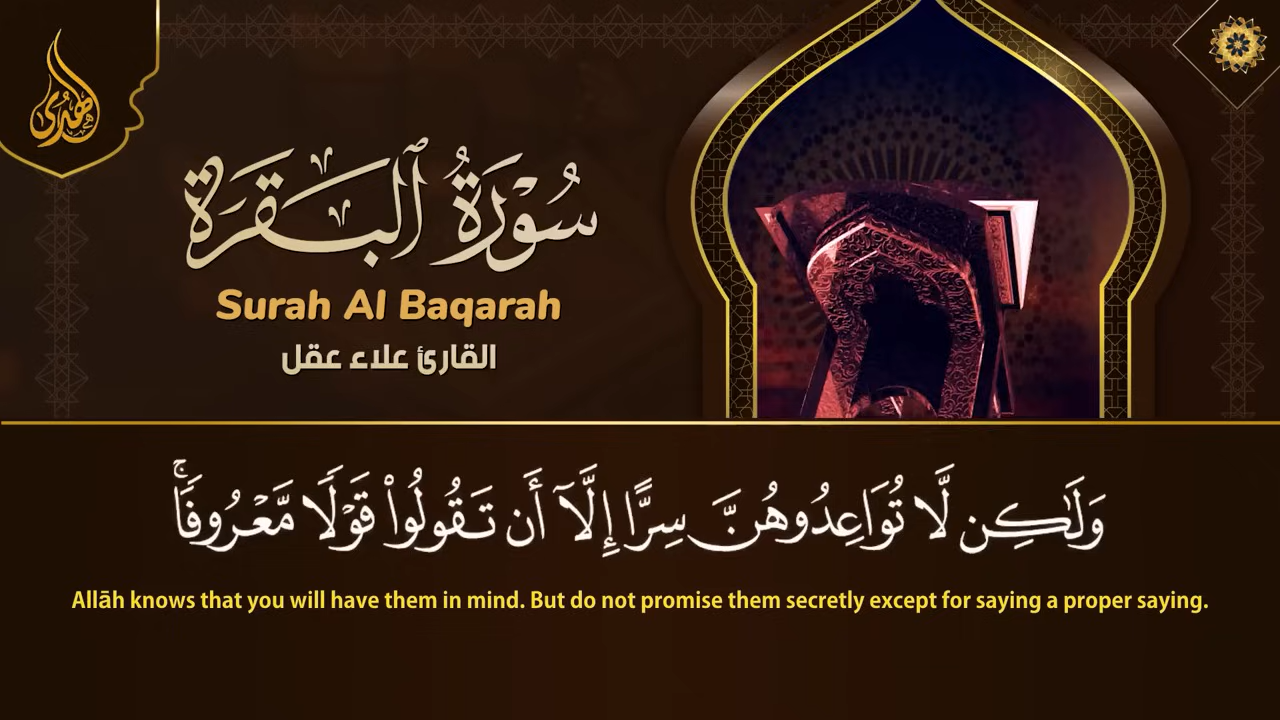 الهدى
سُورَةُ ٱلْبَقَرَة
Surah Al Baqarah
القارئ علاء عقل
وَلَٰكِن لَّا تُوَاعِدُوهُنَّ سِرًّا إِلَّآ أَن تَقُولُوا۟ قَوْلًا مَّعْرُوفًا ۚ
Allāh knows that you will have them in mind. But do not promise them secretly except for saying a proper saying.